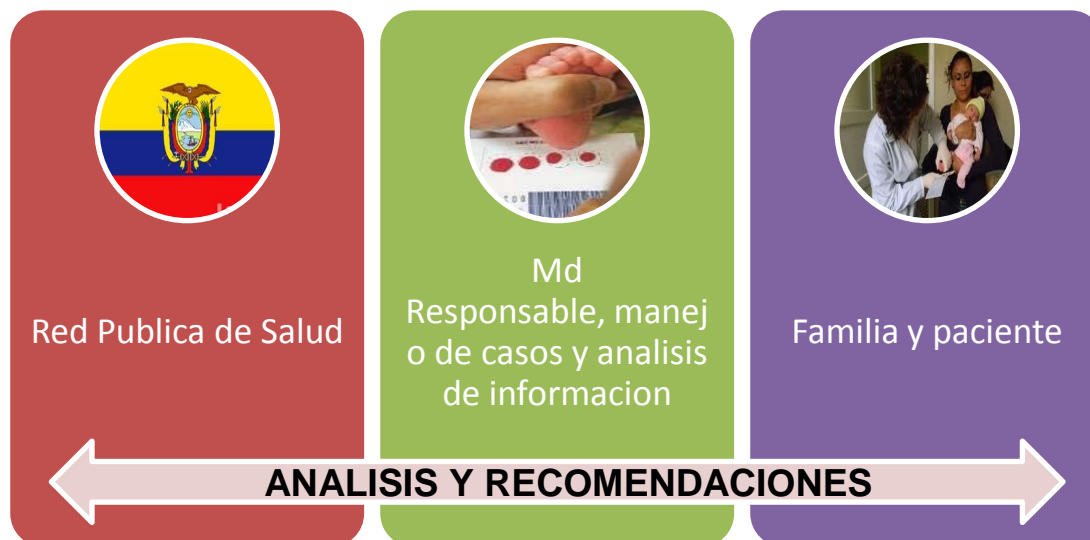 Red Publica de Salud
Md
Responsable, manej
o de casos y analisis
de informacion
Familia y paciente
ANALISIS Y RECOMENDACIONES